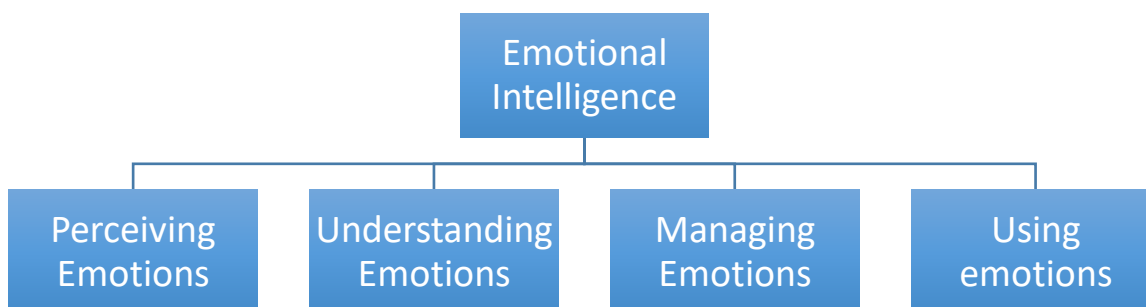 Emotional
Intelligence
Perceiving
Emotions
Understanding
Emotions
Managing
Emotions
Using
emotions